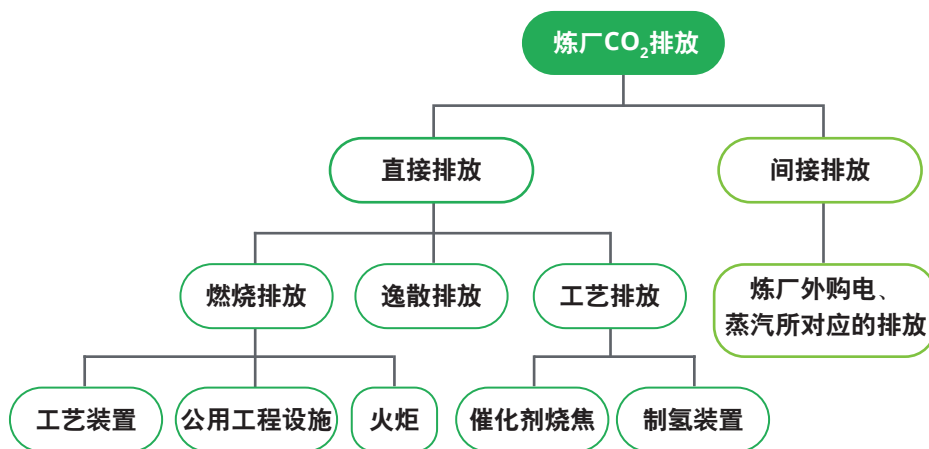 炼厂CO₂排放
直接排放
间接排放
燃烧排放
逸散排放
工艺排放
炼厂外购电、
蒸汽所对应的排放
工艺装置
公用工程设施
火炬
催化剂烧焦
制氢装置